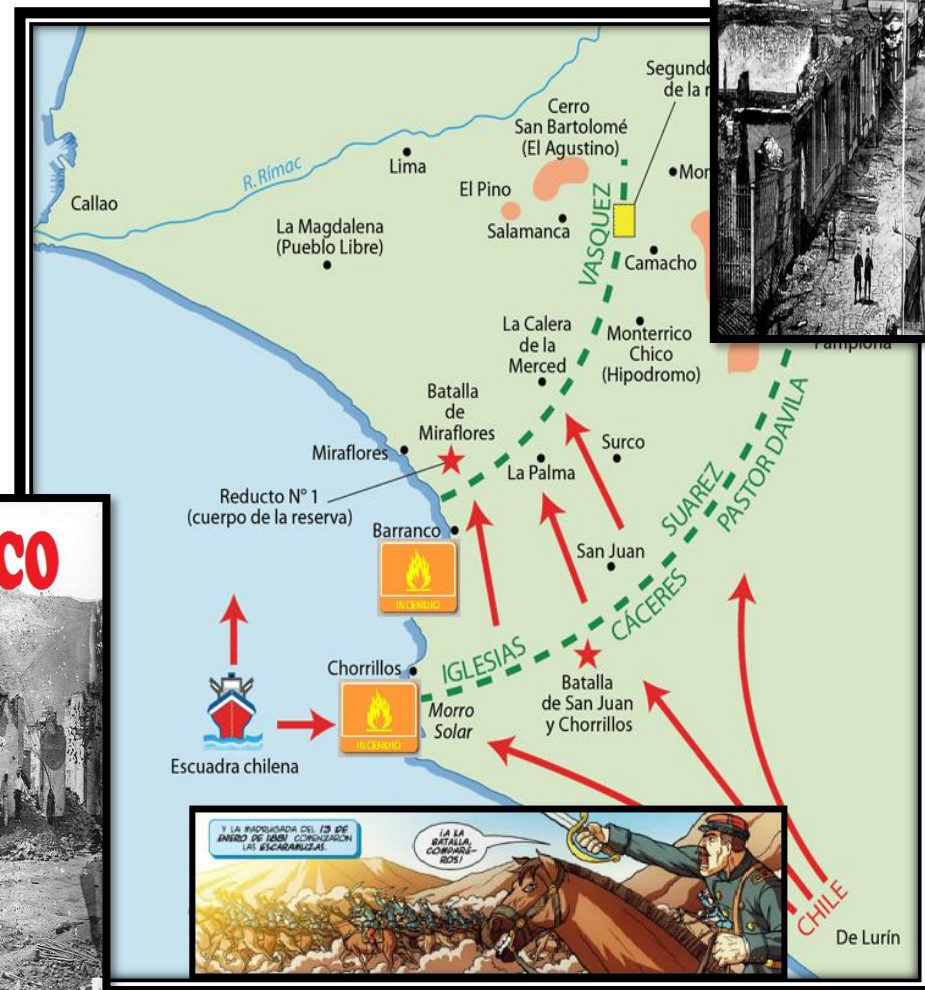 Segundo
de la r
Cerro
San Bartolomé
(El Agustino)
R. Rímac
Lima
El Pino
Callao
Salamanca
VASQUEZ
La Magdalena
(Pueblo Libre)
Camacho
La Calera
de la
Merced
Monterrico
Chico
(Hipodromo)
Batalla
de
Miraflores
Miraflores
Surco
La Palma
Reducto N° 1
(cuerpo de la reserva)
SUAREZ
PASTOR DAVILA
Barranco
San Juan
INCENDIO
CÁCERES
IGLESIAS
Chorrillos
Morro
Solar
INCENDIO
Batalla
de San Juan
y Chorrillos
Escuadra chilena
CO
Y LA MADRUGADA DEL 13 DE
ENERO DE 1881 COMENZARON
LAS ESCARAMUZAS.
¡A LA
BATALLA,
COMPAÑE-
ROS!
CHILE
De Lurín